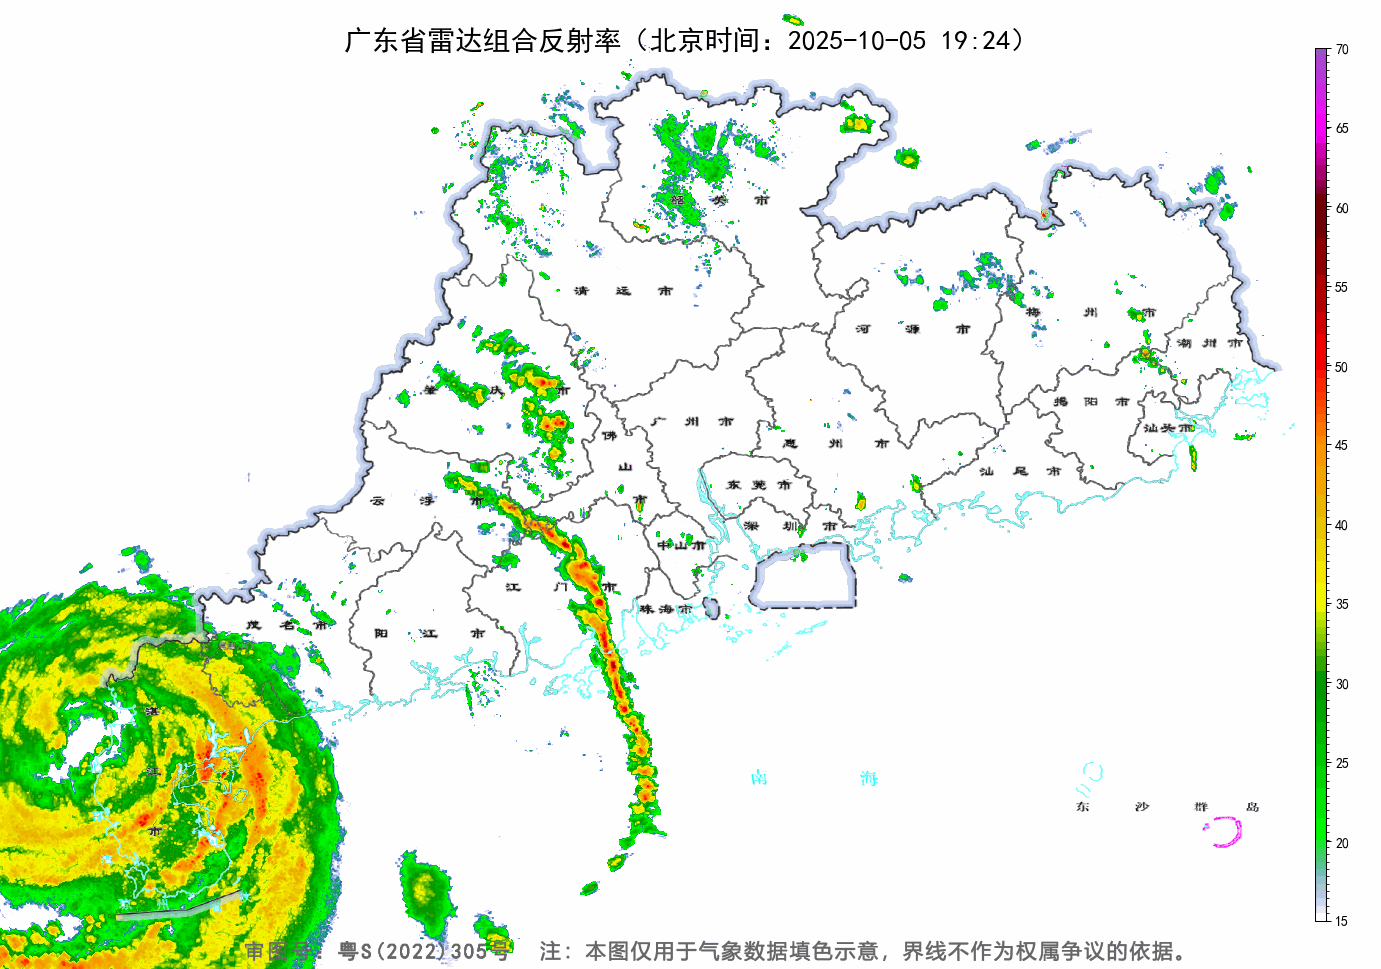 广东省雷达组合反射率（北京时间：2025-10-05 19:24）
70
65
60
55
50
45
40
35
30
25
20
15
韶 关 市
清 远 市
河 源 市
梅 州 市
潮 州 市
肇 庆 市
揭 阳 市
广 州 市
汕头市
佛 山 市
惠 州 市
汕 尾 市
东 莞 市
云 浮 市
深 圳 市
中山市
江 门 市
珠海市
茂 名 市
阳 江 市
湛 江 市
南 海
东 沙 群 岛
琼 州 海 峡
审图号：粤S(2022)305号 注：本图仅用于气象数据填色示意，界线不作为权属争议的依据。